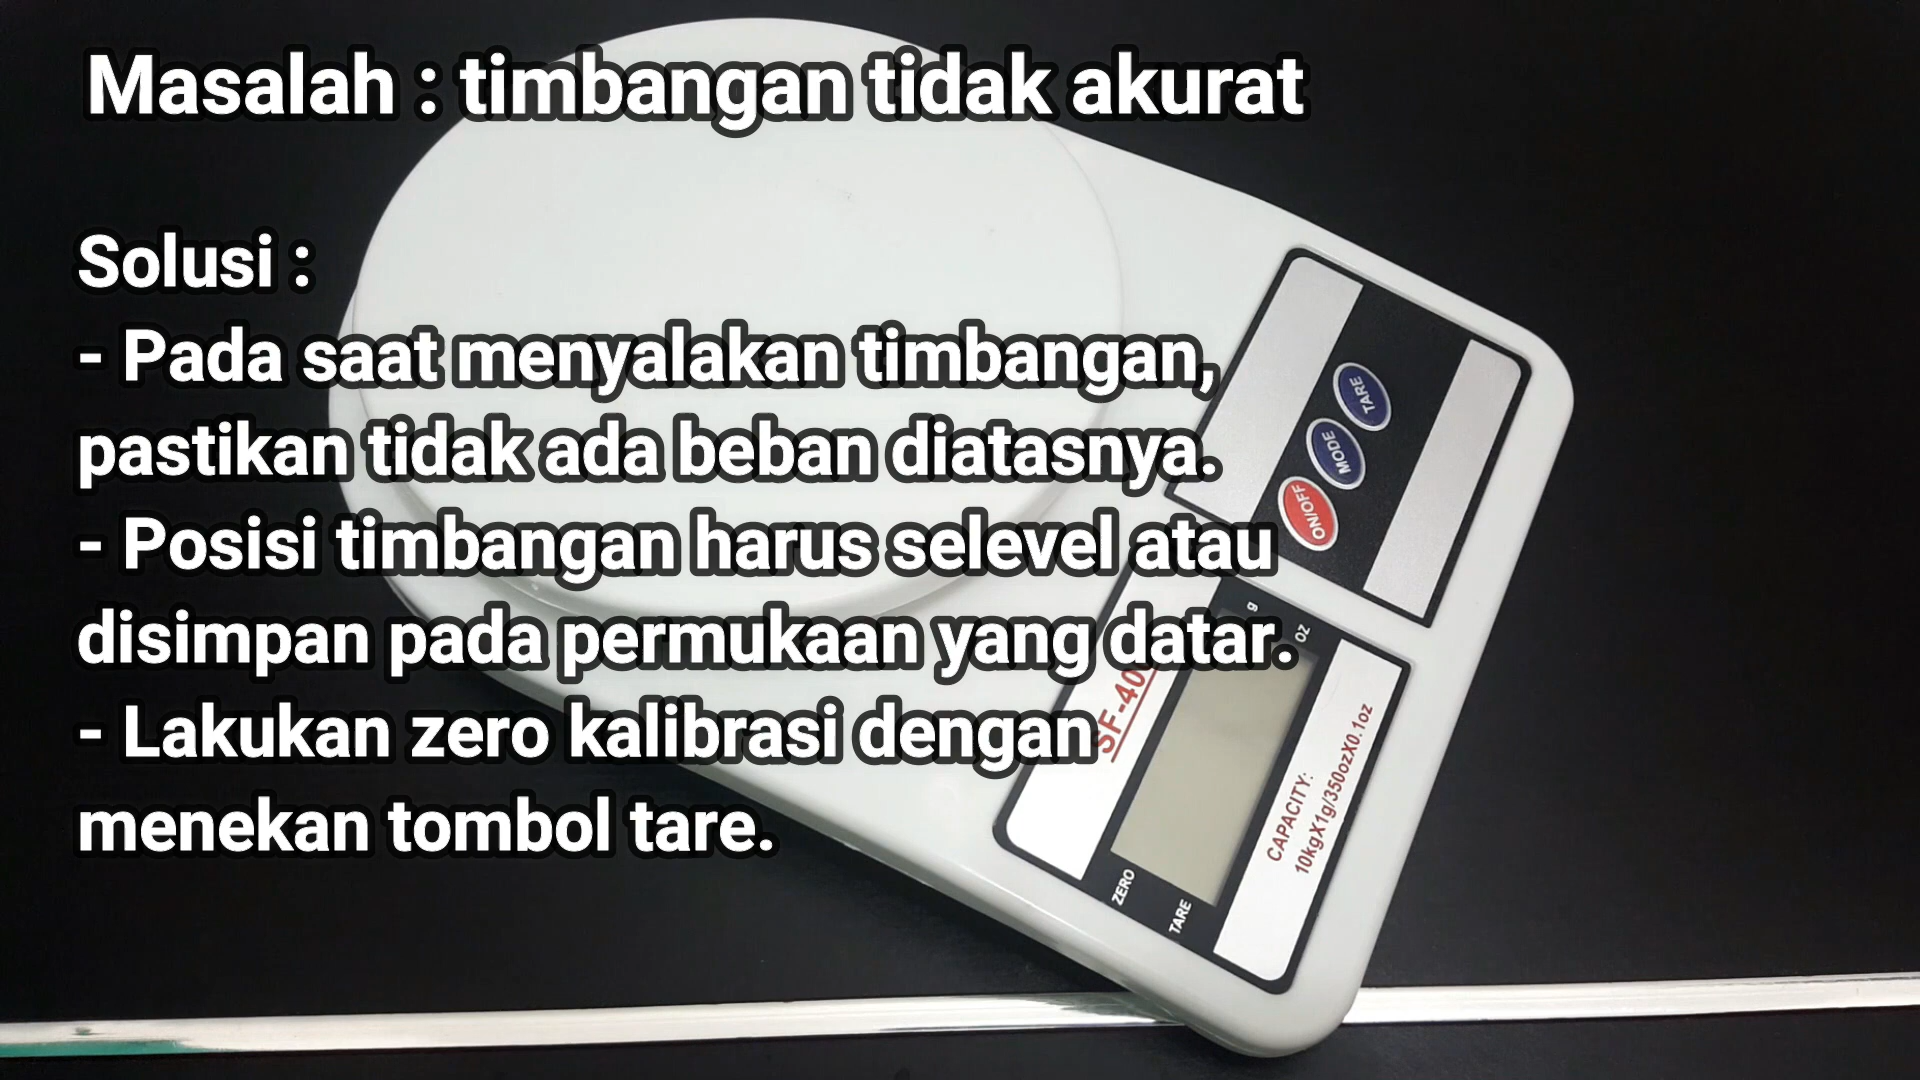 Masalah : timbangan tidak akurat
Solusi :
- Pada saat menyalakan timbangan,
pastikan tidak ada beban diatasnya.
- Posisi timbangan harus selevel atau
disimpan pada permukaan yang datar.
- Lakukan zero kalibrasi dengan
menekan tombol tare.
TARE
MODE
ON/OFF
g
oz
CAPACITY:
10kgX1g/350ozX0.1oz
ZERO
TARE